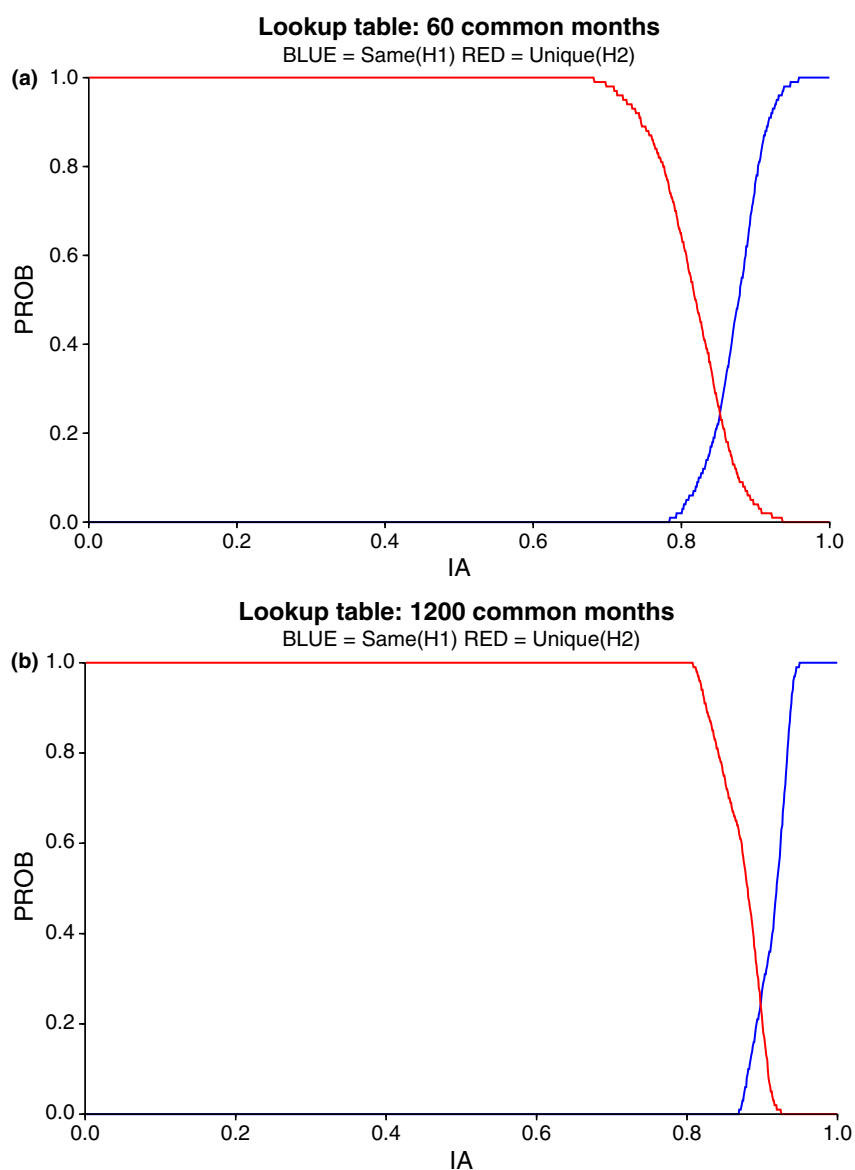 Lookup table: 60 common months
BLUE = Same(H1) RED = Unique(H2)
(a)
1.0
0.8
0.6
0.4
0.2
0.0
PROB
0.0 0.2 0.4 0.6 0.8 1.0
IA
Lookup table: 1200 common months
BLUE = Same(H1) RED = Unique(H2)
(b)
1.0
0.8
0.6
0.4
0.2
0.0
PROB
0.0 0.2 0.4 0.6 0.8 1.0
IA